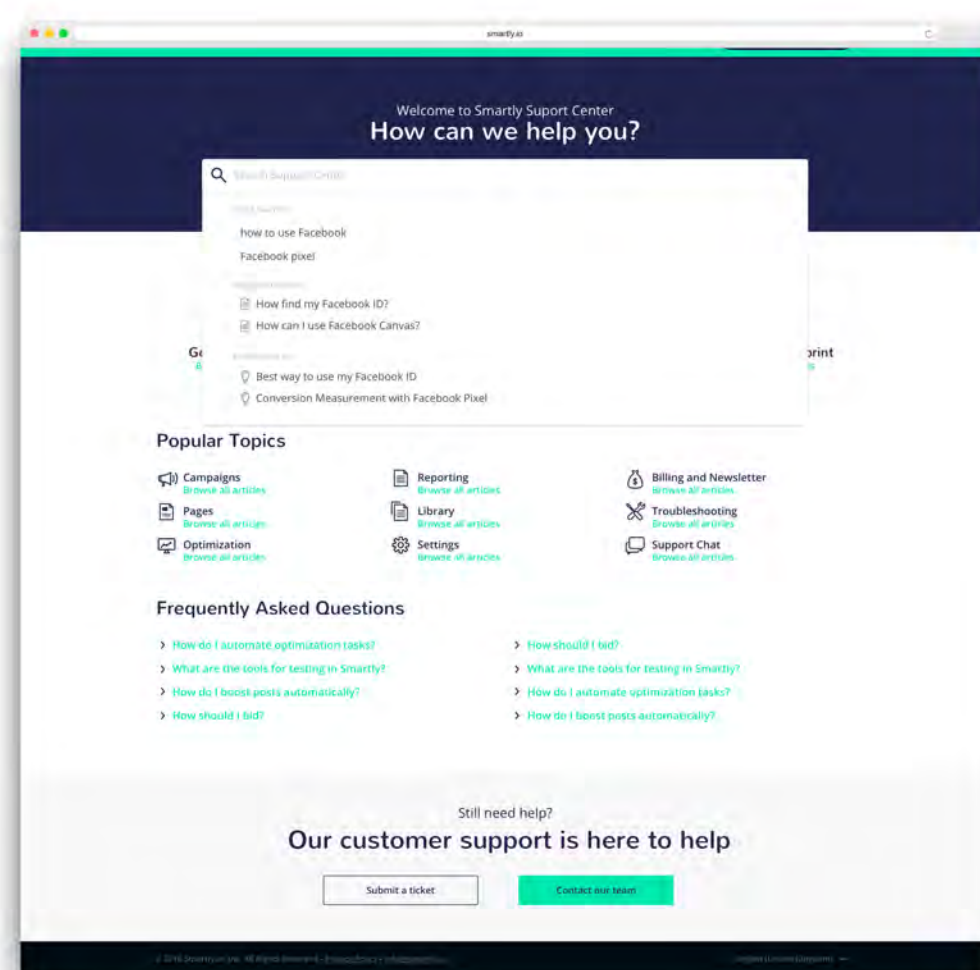 smartly.io
Welcome to Smartly Suport Center
How can we help you?
Search Support Center
how to use Facebook
Facebook pixel
How find my Facebook ID?
How can I use Facebook Canvas?
Ge
print
Best way to use my Facebook ID
Conversion Measurement with Facebook Pixel
Popular Topics
Campaigns
Browse all articles
Reporting
Browse all articles
Billing and Newsletter
Browse all articles
Pages
Browse all articles
Library
Browse all articles
Troubleshooting
Browse all articles
Optimization
Browse all articles
Settings
Browse all articles
Support Chat
Browse all articles
Frequently Asked Questions
How do I automate optimization tasks?
How should I bid?
What are the tools for testing in Smartly?
What are the tools for testing in Smartly?
How do I boost posts automatically?
How do I automate optimization tasks?
How should I bid?
How do I boost posts automatically?
Still need help?
Our customer support is here to help
Submit a ticket
Contact our team